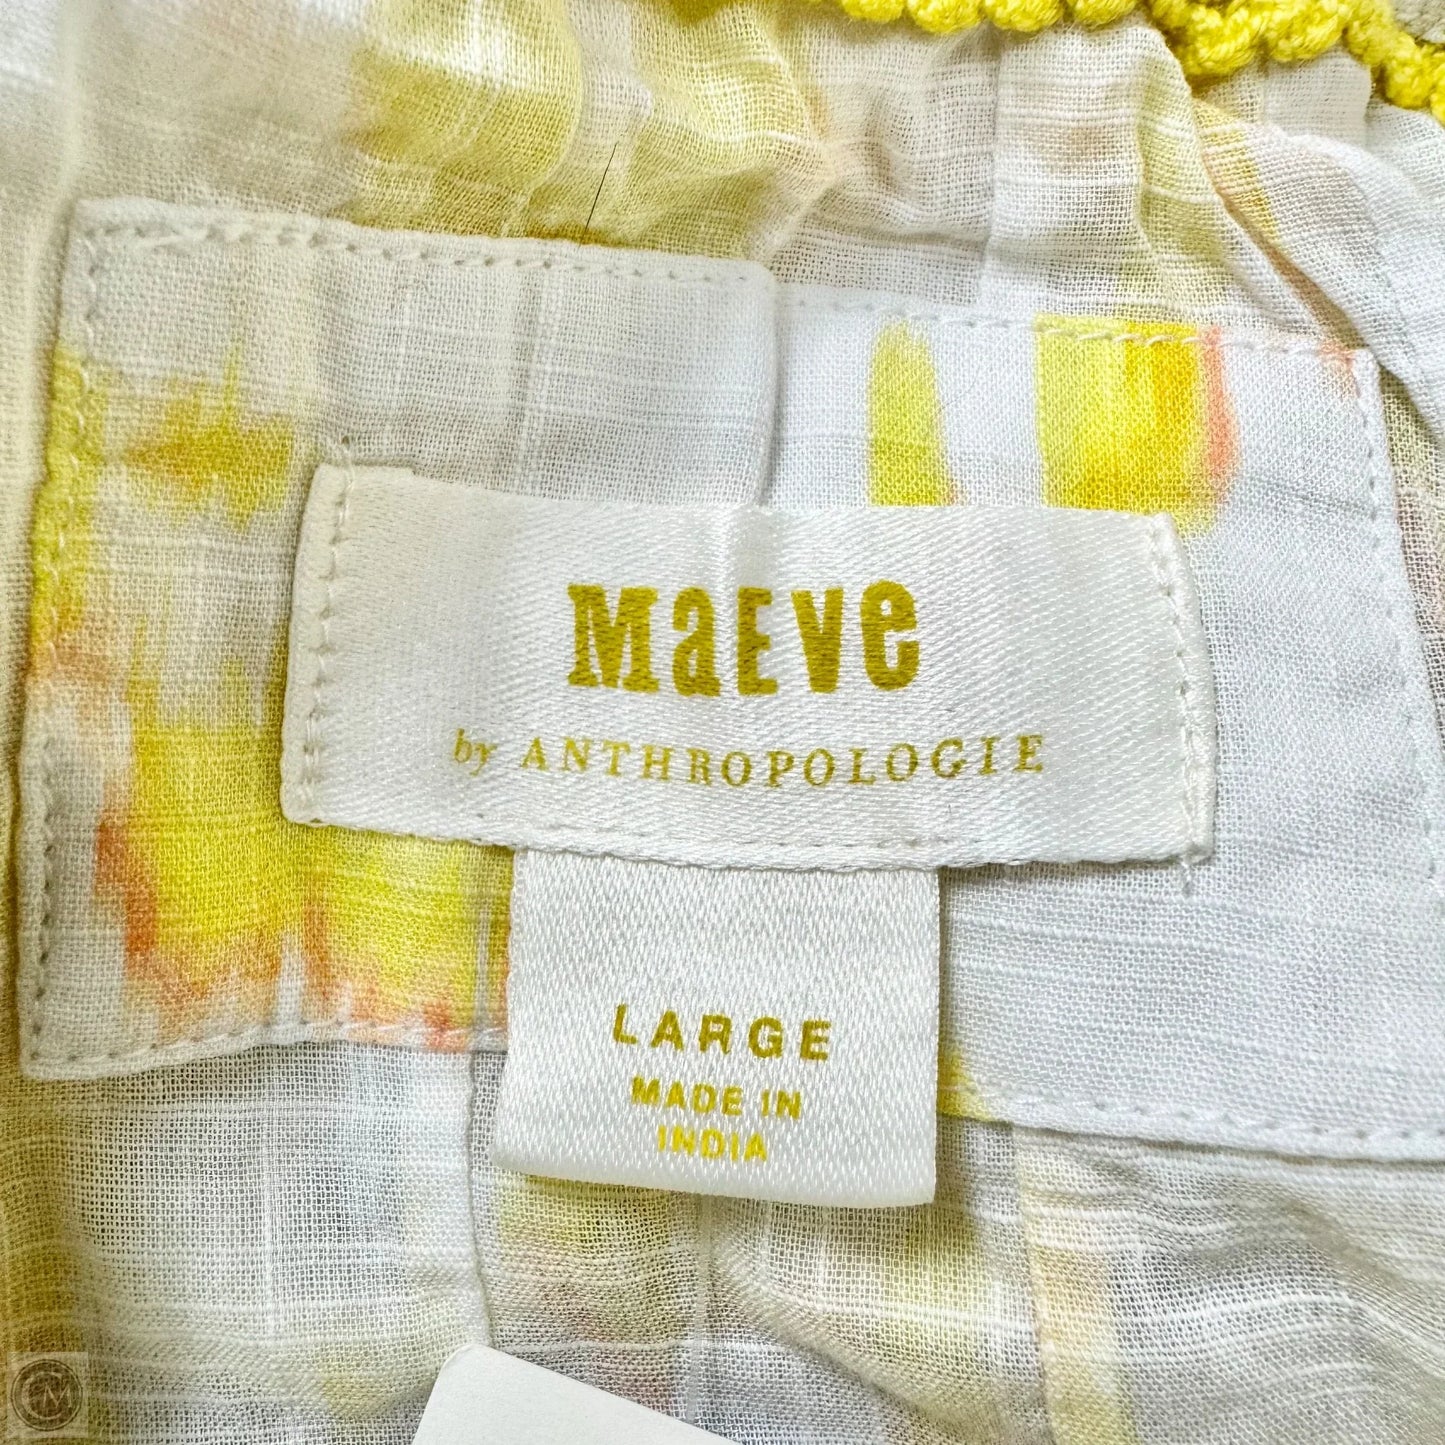 MaEVe
by ANTHROPOLOGIE
LARGE
MADE IN
INDIA